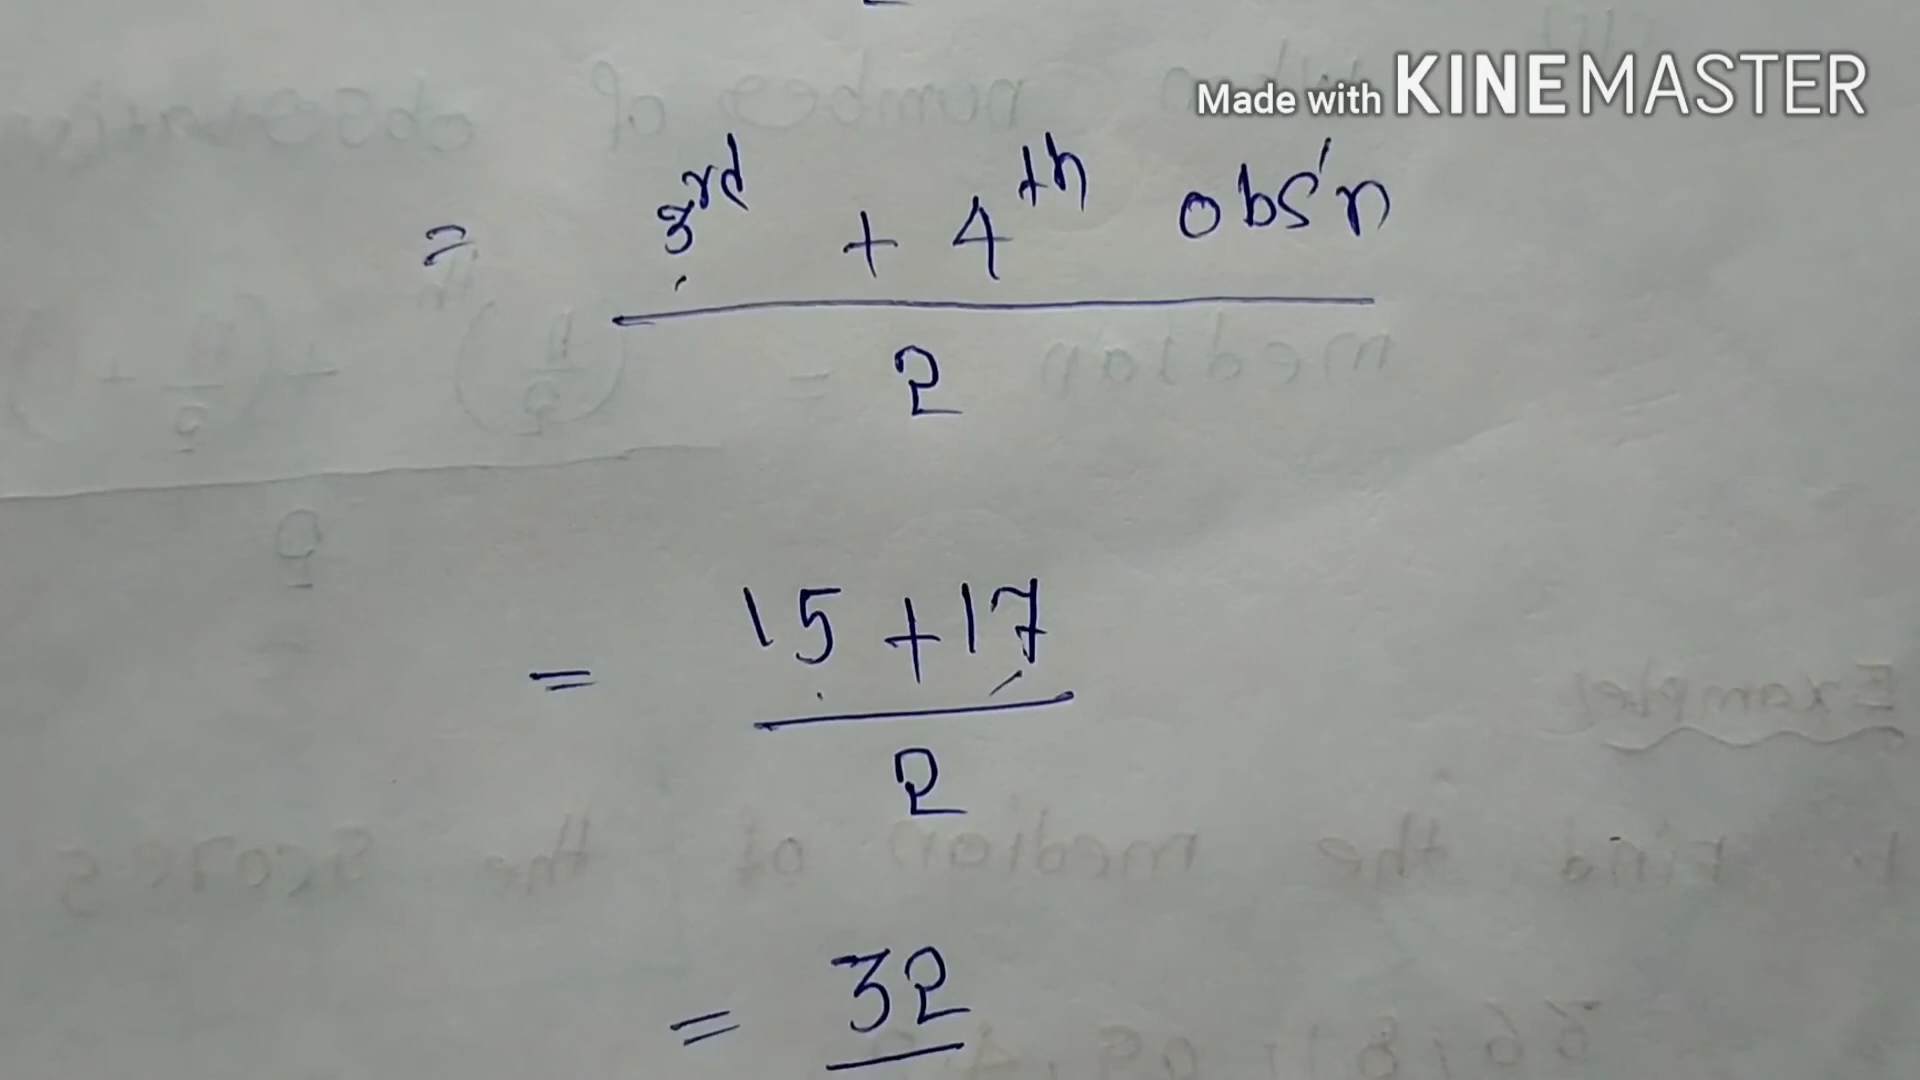 Made with KINEMASTER
= 3rd + 4th obs'n
2
= 15 + 17
2
= 32